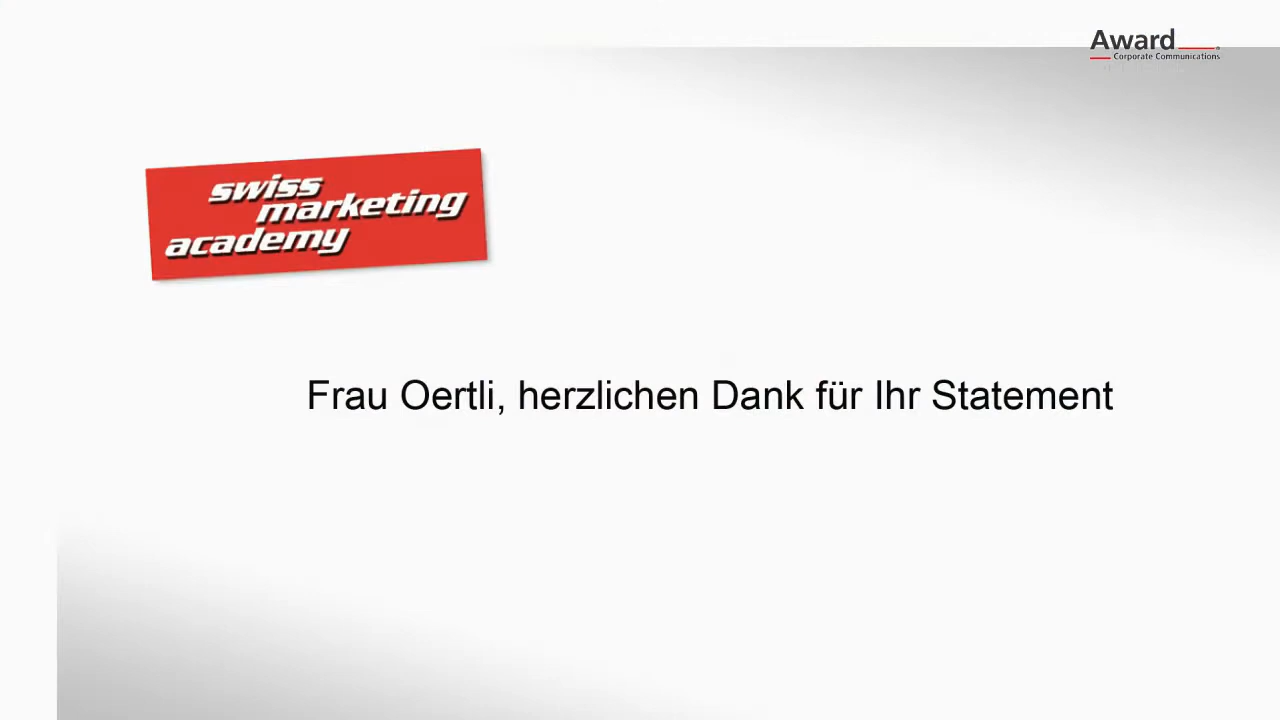 Award
Corporate Communications
swiss
marketing
academy
Frau Oertli, herzlichen Dank für Ihr Statement